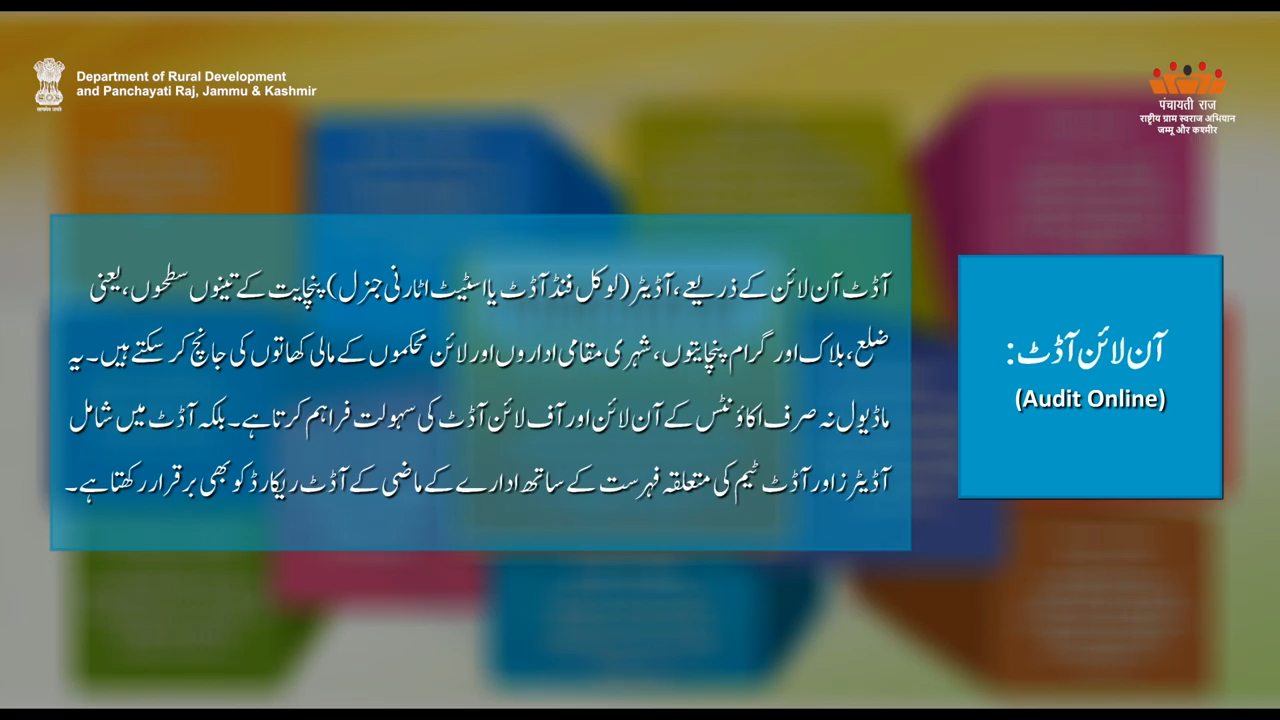 Department of Rural Development
and Panchayati Raj, Jammu & Kashmir
सत्यमेव जयते
पंचायती राज
राष्ट्रीय ग्राम स्वराज अभियान
जम्मू और कश्मीर
آن لائن آڈٹ:
(Audit Online)
آڈٹ آن لائن کے ذریعے، آڈیٹر (لوکل فنڈ آڈٹ یا اسٹیٹ اٹارنی جنرل) پنچایت کے تینوں سطحوں، یعنی
ضلع، بلاک اور گرام پنچایتوں، شہری مقامی اداروں اور لائن محکموں کے مالی کھاتوں کی جانچ کر سکتے ہیں۔ یہ
ماڈیول نہ صرف اکاؤنٹس کے آن لائن اور آف لائن آڈٹ کی سہولت فراہم کرتا ہے۔ بلکہ آڈٹ میں شامل
آڈیٹرز اور آڈٹ ٹیم کی متعلقہ فہرست کے ساتھ ادارے کے ماضی کے آڈٹ ریکارڈ کو بھی برقرار رکھتا ہے۔